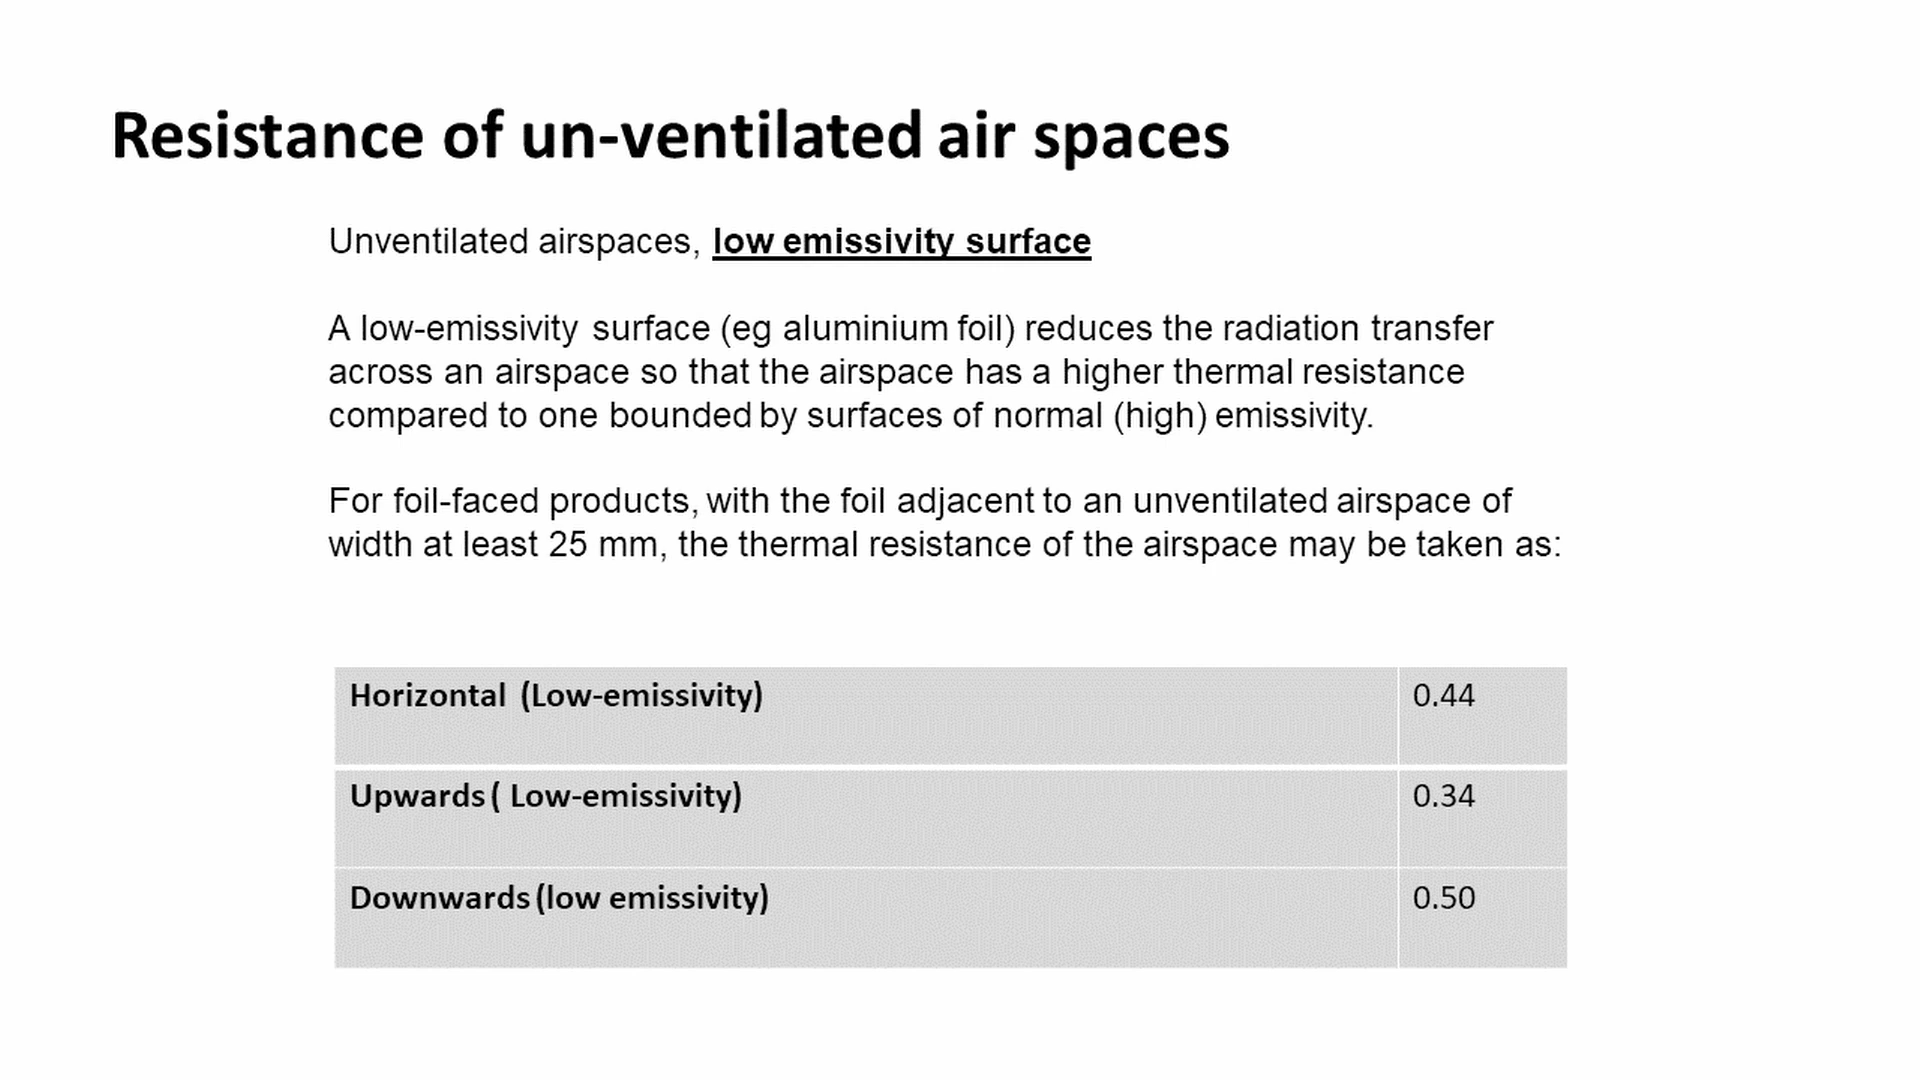 Resistance of un-ventilated air spaces
Unventilated airspaces, low emissivity surface
A low-emissivity surface (eg aluminium foil) reduces the radiation transfer
across an airspace so that the airspace has a higher thermal resistance
compared to one bounded by surfaces of normal (high) emissivity.
For foil-faced products, with the foil adjacent to an unventilated airspace of
width at least 25 mm, the thermal resistance of the airspace may be taken as:
Horizontal (Low-emissivity) 0.44
Upwards ( Low-emissivity) 0.34
Downwards (low emissivity) 0.50